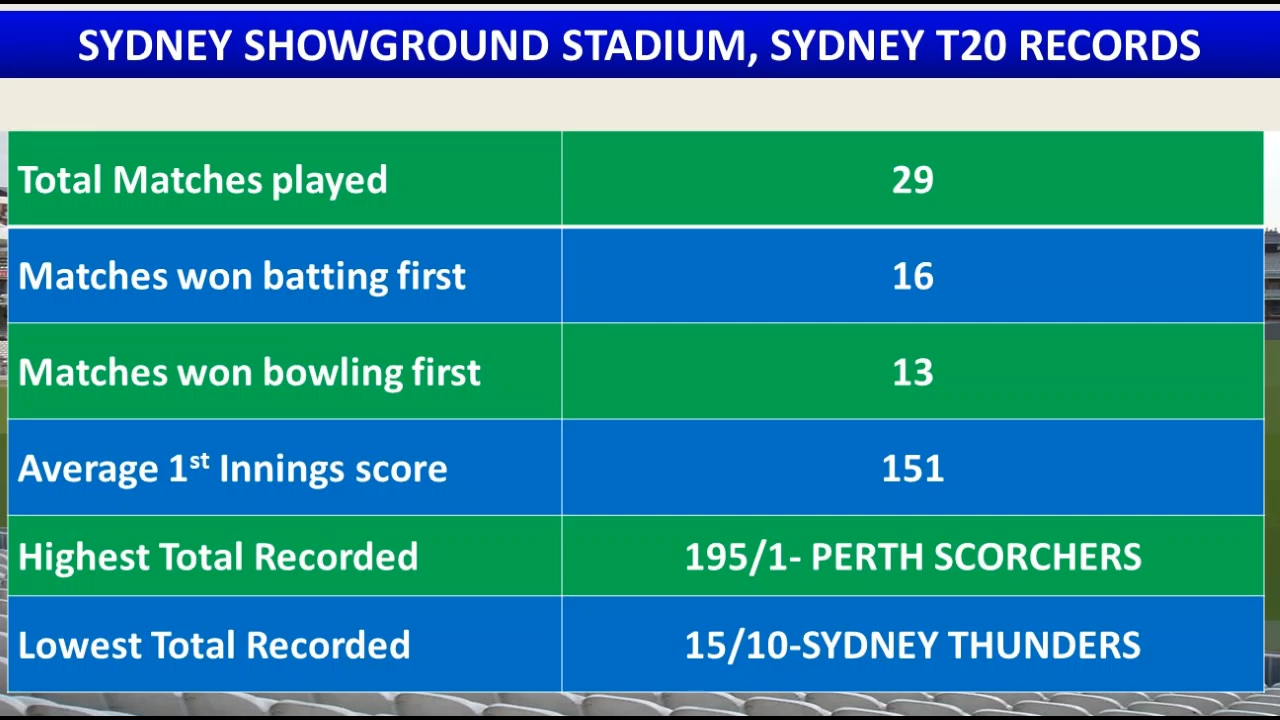 SYDNEY SHOWGROUND STADIUM, SYDNEY T20 RECORDS
Total Matches played 29
Matches won batting first 16
Matches won bowling first 13
Average 1st Innings score 151
Highest Total Recorded 195/1- PERTH SCORCHERS
Lowest Total Recorded 15/10-SYDNEY THUNDERS